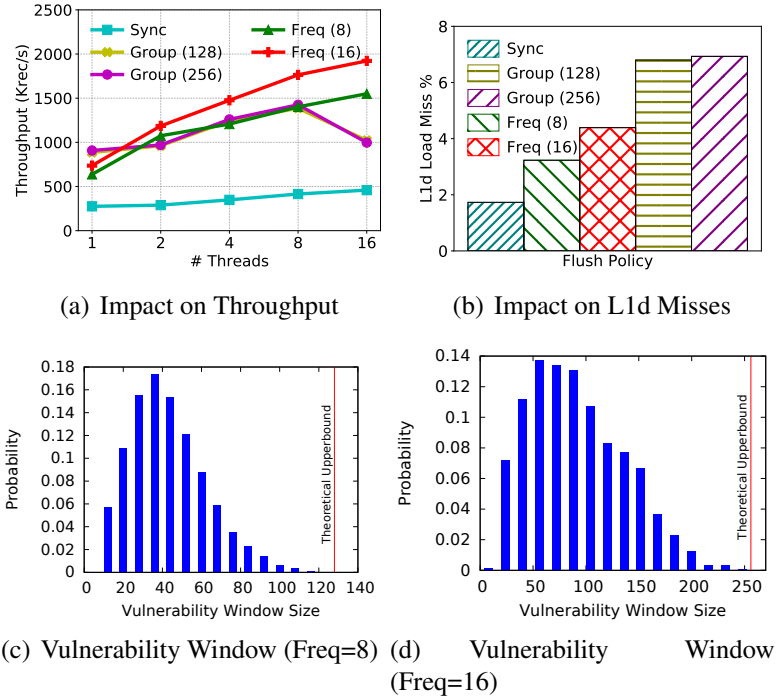 2500
2000
1500
1000
500
0
Throughput (Krec/s)
Sync
Group (128)
Group (256)
Freq (8)
Freq (16)
1 2 4 8 16
# Threads
(a) Impact on Throughput
8
6
4
2
0
L1d Load Miss %
Sync
Group (128)
Group (256)
Freq (8)
Freq (16)
Flush Policy
(b) Impact on L1d Misses
0.18
0.16
0.14
0.12
0.1
0.08
0.06
0.04
0.02
0
Probability
Theoretical Upperbound
0 20 40 60 80 100 120 140
Vulnerability Window Size
(c) Vulnerability Window (Freq=8)
0.14
0.12
0.1
0.08
0.06
0.04
0.02
0
Probability
Theoretical Upperbound
0 50 100 150 200 250
Vulnerability Window Size
(d) Vulnerability Window
(Freq=16)